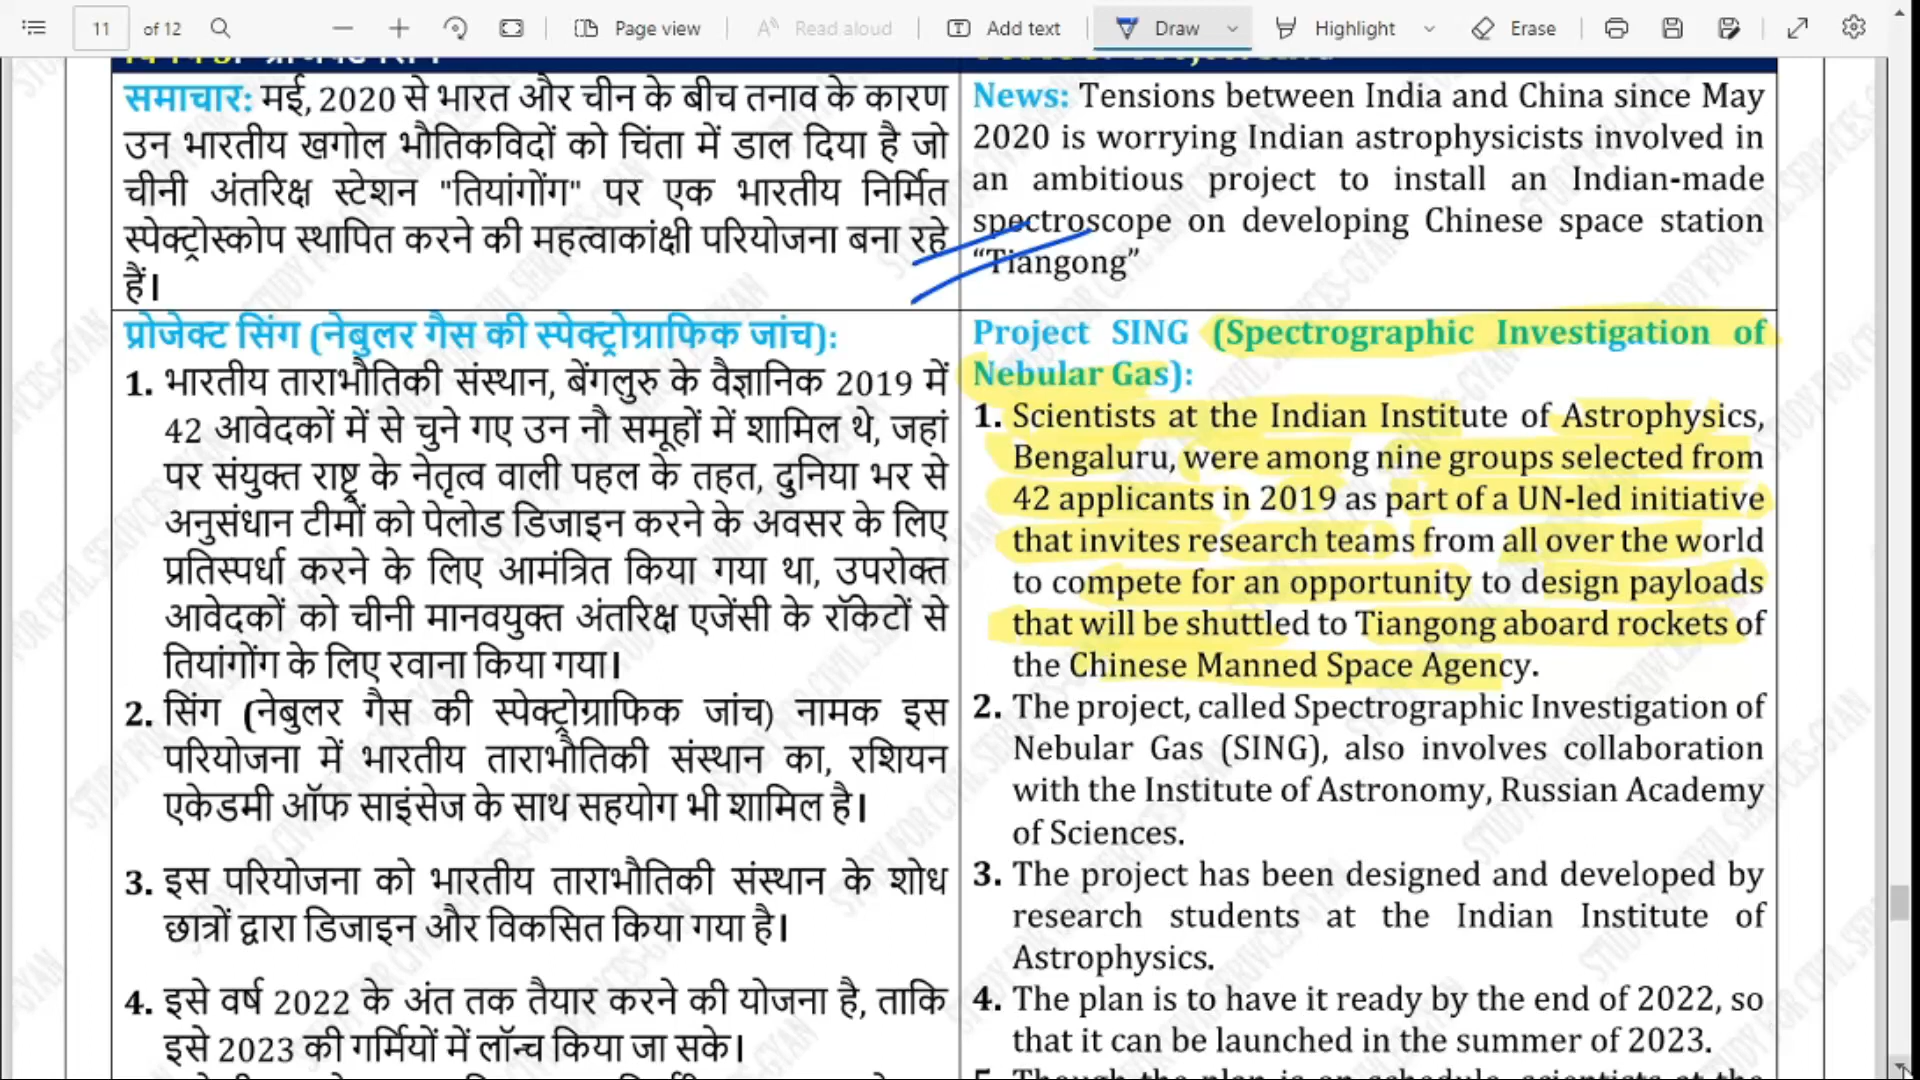 11 of 12 Page view Read aloud Add text Draw Highlight Erase
समाचार: मई, 2020 से भारत और चीन के बीच तनाव के कारण
उन भारतीय खगोल भौतिकविदों को चिंता में डाल दिया है जो
चीनी अंतरिक्ष स्टेशन "तियांगोंग" पर एक भारतीय निर्मित
स्पेक्ट्रोस्कोप स्थापित करने की महत्वाकांक्षी परियोजना बना रहे
हैं।
News: Tensions between India and China since May
2020 is worrying Indian astrophysicists involved in
an ambitious project to install an Indian-made
spectroscope on developing Chinese space station
“Tiangong”
प्रोजेक्ट सिंग (नेबुलर गैस की स्पेक्ट्रोग्राफिक जांच):
1. भारतीय ताराभौतिकी संस्थान, बेंगलुरु के वैज्ञानिक 2019 में
42 आवेदकों में से चुने गए उन नौ समूहों में शामिल थे, जहां
पर संयुक्त राष्ट्र के नेतृत्व वाली पहल के तहत, दुनिया भर से
अनुसंधान टीमों को पेलोड डिजाइन करने के अवसर के लिए
प्रतिस्पर्धा करने के लिए आमंत्रित किया गया था, उपरोक्त
आवेदकों को चीनी मानवयुक्त अंतरिक्ष एजेंसी के रॉकेटों से
तियांगोंग के लिए रवाना किया गया।
2. सिंग (नेबुलर गैस की स्पेक्ट्रोग्राफिक जांच) नामक इस
परियोजना में भारतीय ताराभौतिकी संस्थान का, रशियन
एकेडमी ऑफ साइंसेज के साथ सहयोग भी शामिल है।
3. इस परियोजना को भारतीय ताराभौतिकी संस्थान के शोध
छात्रों द्वारा डिजाइन और विकसित किया गया है।
4. इसे वर्ष 2022 के अंत तक तैयार करने की योजना है, ताकि
इसे 2023 की गर्मियों में लॉन्च किया जा सके।
Project SING (Spectrographic Investigation of
Nebular Gas):
1. Scientists at the Indian Institute of Astrophysics,
Bengaluru, were among nine groups selected from
42 applicants in 2019 as part of a UN-led initiative
that invites research teams from all over the world
to compete for an opportunity to design payloads
that will be shuttled to Tiangong aboard rockets of
the Chinese Manned Space Agency.
2. The project, called Spectrographic Investigation of
Nebular Gas (SING), also involves collaboration
with the Institute of Astronomy, Russian Academy
of Sciences.
3. The project has been designed and developed by
research students at the Indian Institute of
Astrophysics.
4. The plan is to have it ready by the end of 2022, so
that it can be launched in the summer of 2023.
5. Though the plan is on schedule, scientists at the